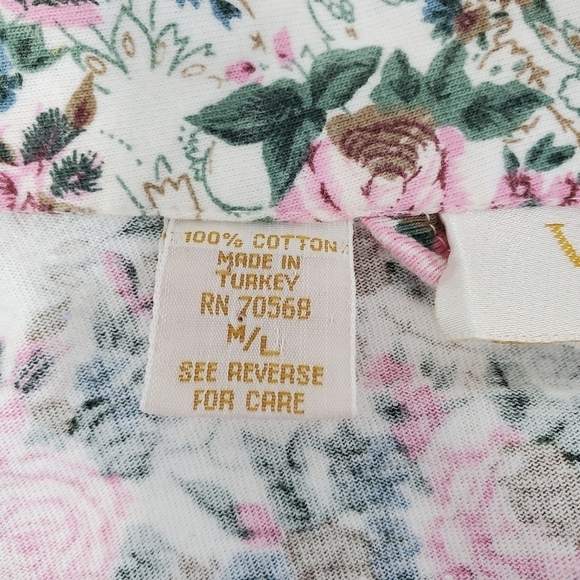 100% COTTON
MADE IN
TURKEY
RN 70568
M/L
SEE REVERSE
FOR CARE